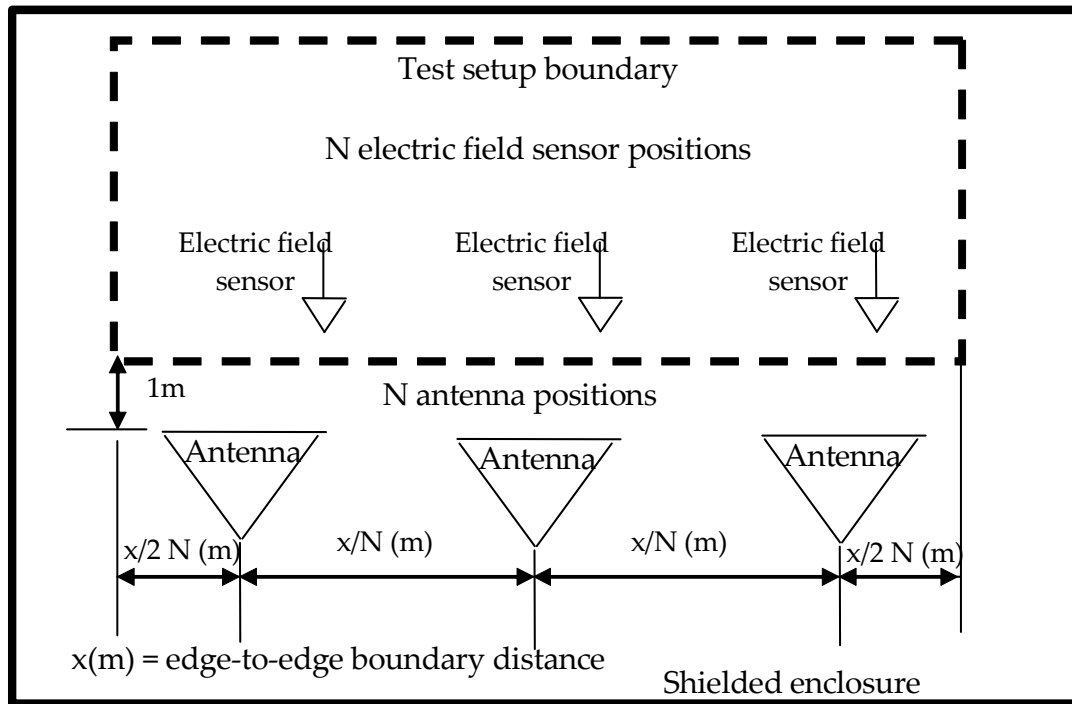 Test setup boundary
N electric field sensor positions
Electric field
sensor
Electric field
sensor
Electric field
sensor
1m
N antenna positions
Antenna
Antenna
Antenna
x/2 N (m)
x/N (m)
x/N (m)
x/2 N (m)
x(m) = edge-to-edge boundary distance
Shielded enclosure